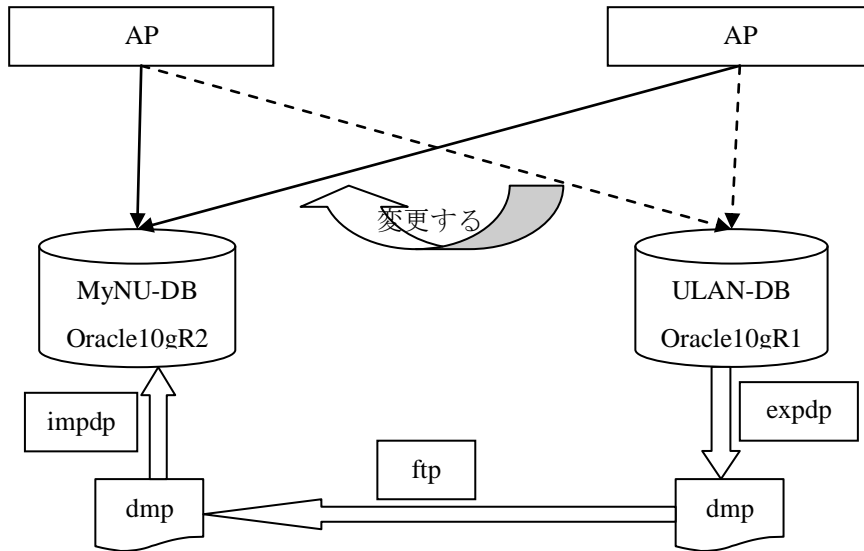 AP
AP
変更する
MyNU-DB
Oracle10gR2
ULAN-DB
Oracle10gR1
impdp
expdp
ftp
dmp
dmp